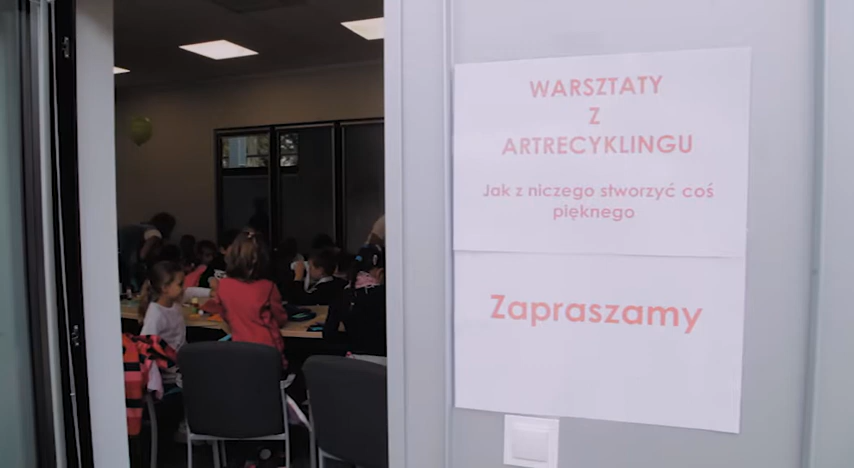 WARSZTATY
Z
ARTRECYKLINGU
Jak z niczego stworzyć coś
pięknego
Zapraszamy